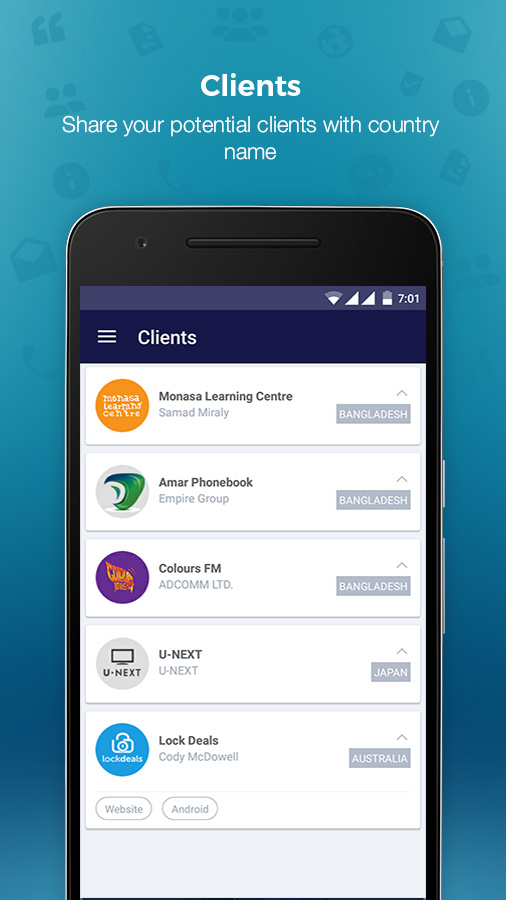 Clients
Share your potential clients with country
name
7:01
Clients
monasa
learning
centre
Monasa Learning Centre
Samad Miraly
BANGLADESH
Amar Phonebook
Empire Group
BANGLADESH
Colours FM
ADCOMM LTD.
BANGLADESH
U-NEXT
U-NEXT
U-NEXT
JAPAN
lockdeals
Lock Deals
Cody McDowell
AUSTRALIA
Website
Android